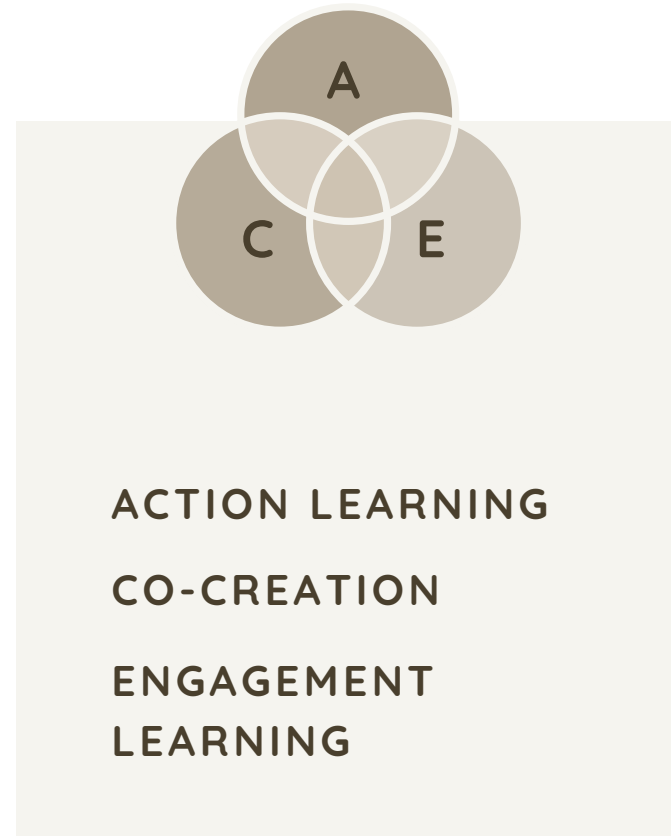 A
C E
ACTION LEARNING
CO-CREATION
ENGAGEMENT
LEARNING